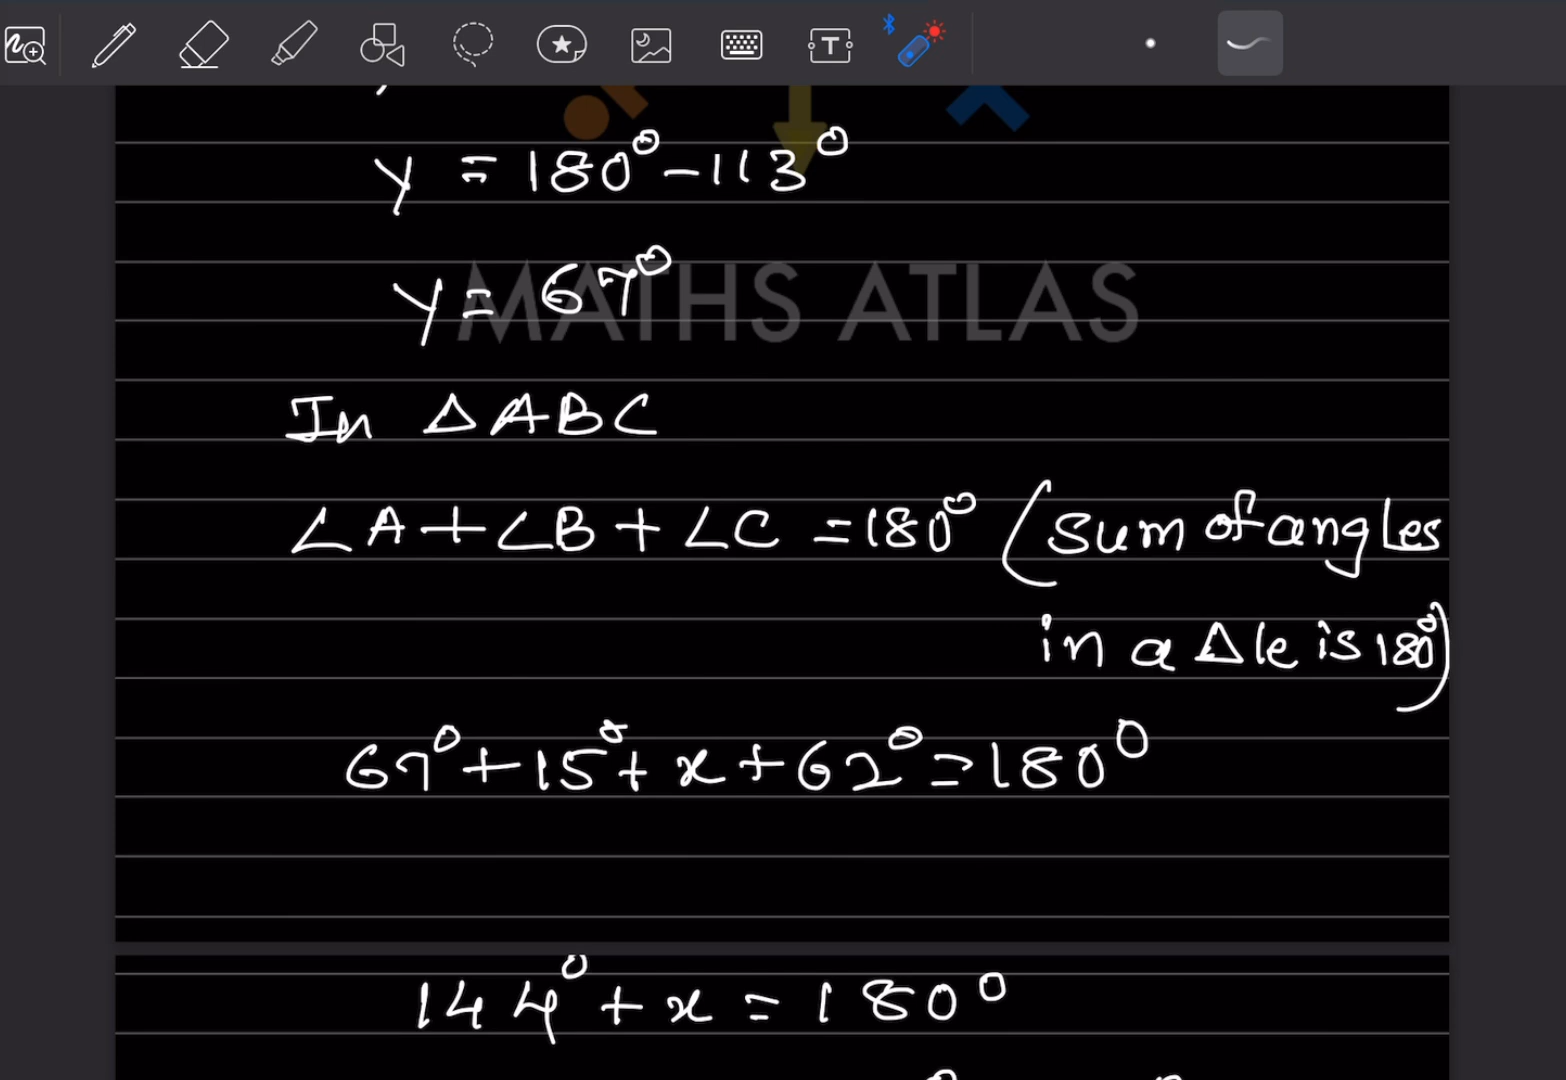 y = 180° - 113°
MATHS ATLAS
y = 67°
In △ABC
∠A + ∠B + ∠C = 180° (sum of angles
in a △le is 180°)
67° + 15° + x + 62° = 180°
144° + x = 180°